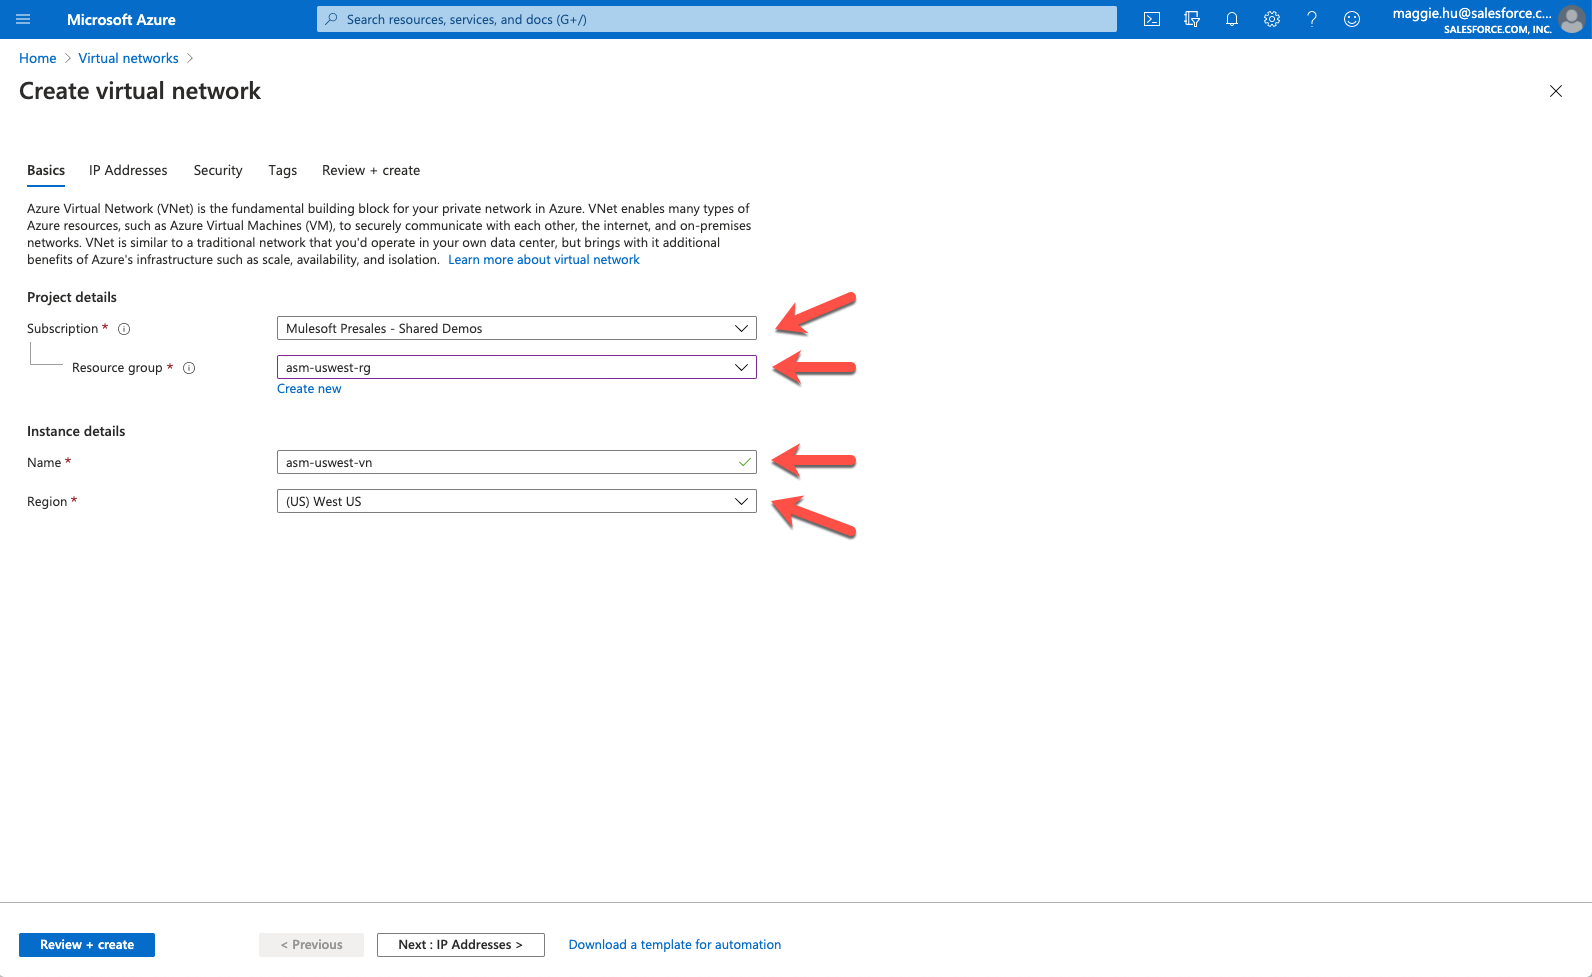 Microsoft Azure
Search resources, services, and docs (G+/)
maggie.hu@salesforce.c...
SALESFORCE.COM, INC.
Home > Virtual networks >
Create virtual network
Basics IP Addresses Security Tags Review + create
Azure Virtual Network (VNet) is the fundamental building block for your private network in Azure. VNet enables many types of
Azure resources, such as Azure Virtual Machines (VM), to securely communicate with each other, the internet, and on-premises
networks. VNet is similar to a traditional network that you'd operate in your own data center, but brings with it additional
benefits of Azure's infrastructure such as scale, availability, and isolation. Learn more about virtual network
Project details
Subscription * Mulesoft Presales - Shared Demos
Resource group * asm-uswest-rg
Create new
Instance details
Name * asm-uswest-vn
Region * (US) West US
Review + create < Previous Next : IP Addresses > Download a template for automation